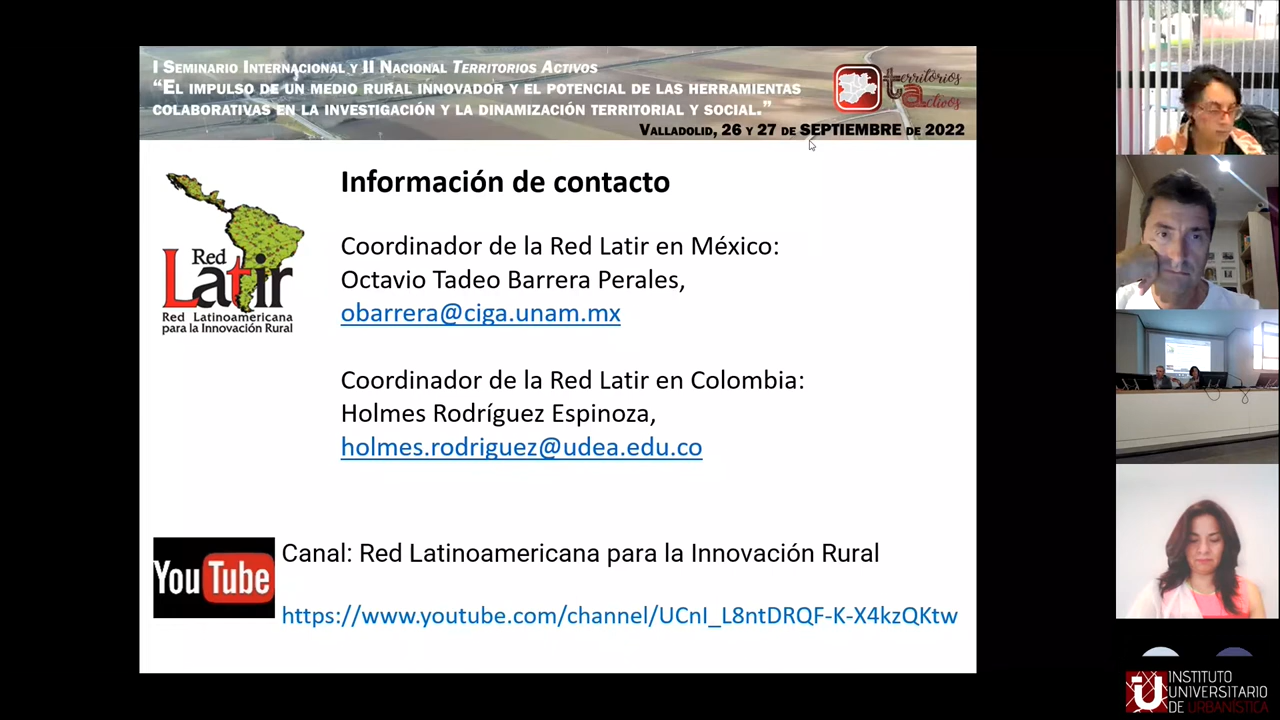 I Seminario Internacional y II Nacional Territorios Activos
“El impulso de un medio rural innovador y el potencial de las herramientas
colaborativas en la investigación y la dinamización territorial y social.”
Valladolid, 26 y 27 de SEPTIEMBRE de 2022
territorios
activos
Red
Latir
Red Latinoamericana
para la Innovación Rural
Información de contacto
Coordinador de la Red Latir en México:
Octavio Tadeo Barrera Perales,
obarrera@ciga.unam.mx
Coordinador de la Red Latir en Colombia:
Holmes Rodríguez Espinoza,
holmes.rodriguez@udea.edu.co
YouTube
Canal: Red Latinoamericana para la Innovación Rural
https://www.youtube.com/channel/UCnI_L8ntDRQF-K-X4kzQKtw
INSTITUTO
UNIVERSITARIO
DE URBANÍSTICA